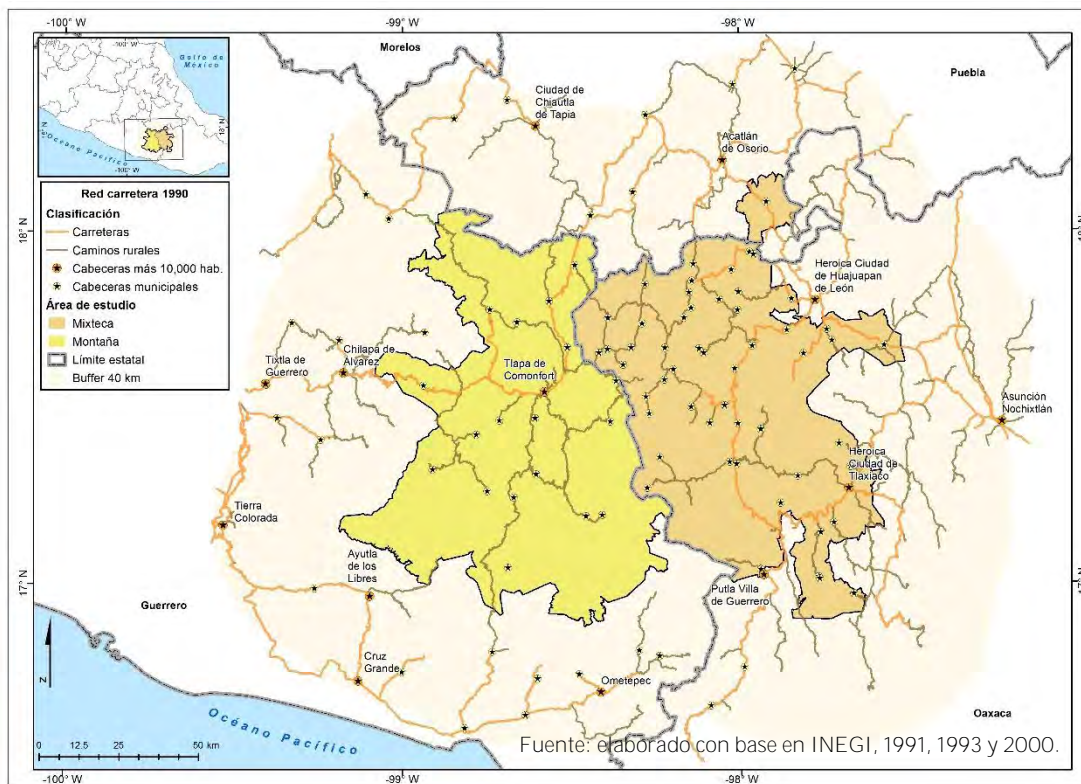 -100° W
-99° W
-98° W
Morelos
Puebla
-100° W
Golfo de
México
Océano Pacífico
-100° W
Ciudad de
Chiautla
de Tapia
Acatlán
de Osorio
Red carretera 1990
Clasificación
Carreteras
Caminos rurales
Cabeceras más 10,000 hab.
Cabeceras municipales
Área de estudio
Mixteca
Montaña
Límite estatal
Buffer 40 km
18° N
Heroica Ciudad
de Huajuapan
de León
Tixtla de
Guerrero
Chilapa de
Alvarez
Tlapa de
Comonfort
Asunción
Nochixtlán
Heroica
Ciudad de
Tlaxiaco
Tierra
Colorada
Ayutla
de los
Libres
17° N
17° N
Putla Villa
de Guerrero
Guerrero
Cruz
Grande
Ometepec
N
Océano Pacífico
Oaxaca
0 12.5 25 50 km
Fuente: elaborado con base en INEGI, 1991, 1993 y 2000.
-100° W
-99° W
-98° W